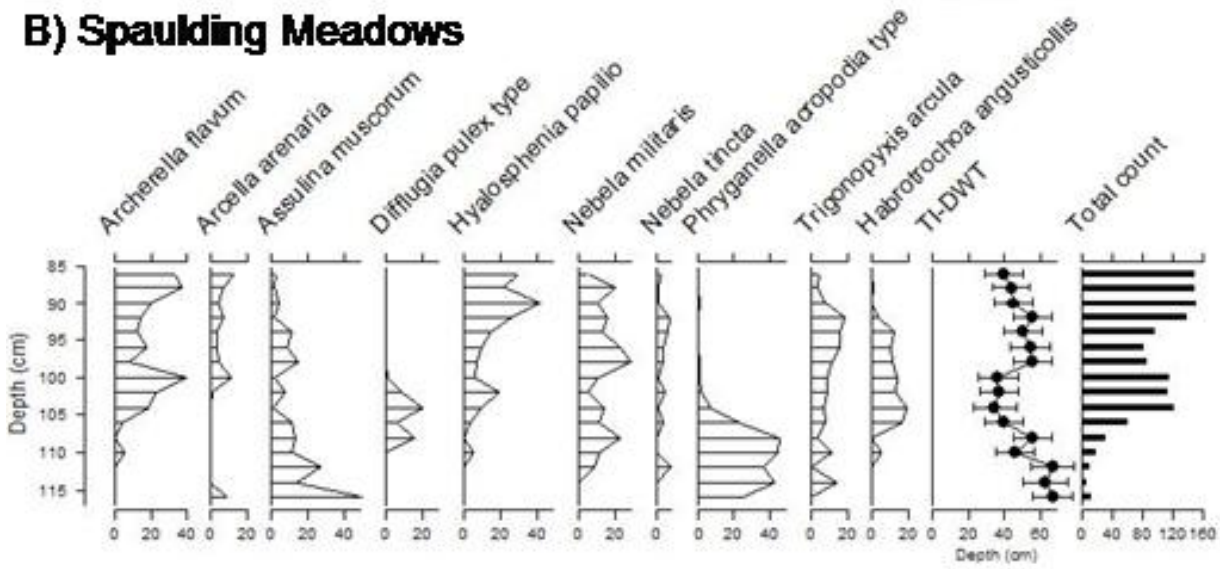 B) Spaulding Meadows
Archerella flavum
Arcella arenaria
Assulina muscorum
Difflugia pulex type
Hyalosphenia papilio
Nebela militaris
Nebela tincta
Phryganella acropodia type
Trigonopyxis arcula
Habrotrochoa angusticollis
TI-DWT
Total count
Depth (cm)
85
90
95
100
105
110
115
0 20 40 0 20 0 20 40 0 20 0 20 40 0 20 0 0 20 40 0 20 0 20 0 20 40 60 0 40 80 120 160
Depth (cm)